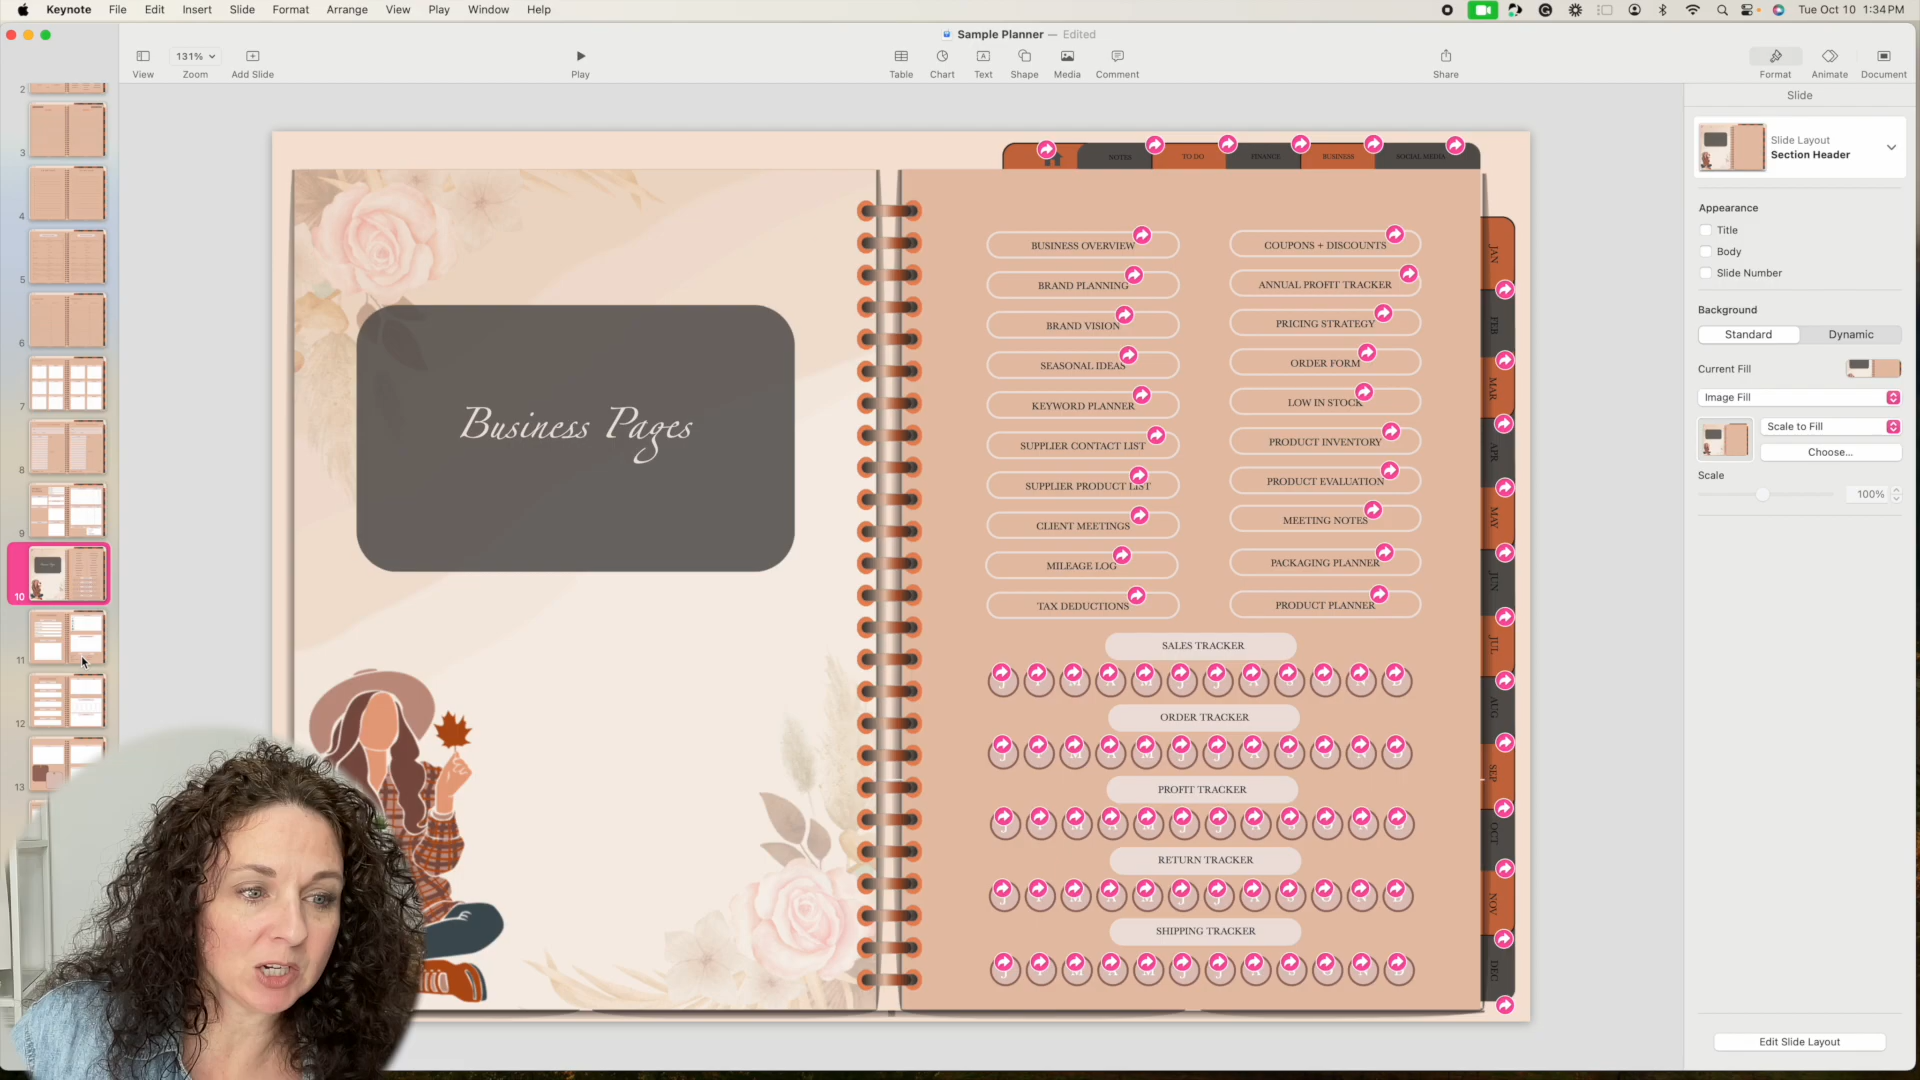 Keynote File Edit Insert Slide Format Arrange View Play Window Help
Tue Oct 10 1:34 PM
Sample Planner — Edited
131%
View Zoom Add Slide Play Table Chart Text Shape Media Comment Share Format Animate Document
Slide
Slide Layout
Section Header
Appearance
Title
Body
Slide Number
Background
Standard Dynamic
Current Fill
Image Fill
Scale to Fill
Choose...
Scale
100%
Edit Slide Layout
2
3
4
5
6
7
8
9
10
11
12
13
NOTES TO DO FINANCE BUSINESS SOCIAL MEDIA
Business Pages
BUSINESS OVERVIEW
BRAND PLANNING
BRAND VISION
SEASONAL IDEAS
KEYWORD PLANNER
SUPPLIER CONTACT LIST
SUPPLIER PRODUCT LIST
CLIENT MEETINGS
MILEAGE LOG
TAX DEDUCTIONS
COUPONS + DISCOUNTS
ANNUAL PROFIT TRACKER
PRICING STRATEGY
ORDER FORM
LOW IN STOCK
PRODUCT INVENTORY
PRODUCT EVALUATION
MEETING NOTES
PACKAGING PLANNER
PRODUCT PLANNER
SALES TRACKER
ORDER TRACKER
PROFIT TRACKER
RETURN TRACKER
SHIPPING TRACKER
JAN
FEB
MAR
APR
MAY
JUN
JUL
AUG
SEP
OCT
NOV
DEC